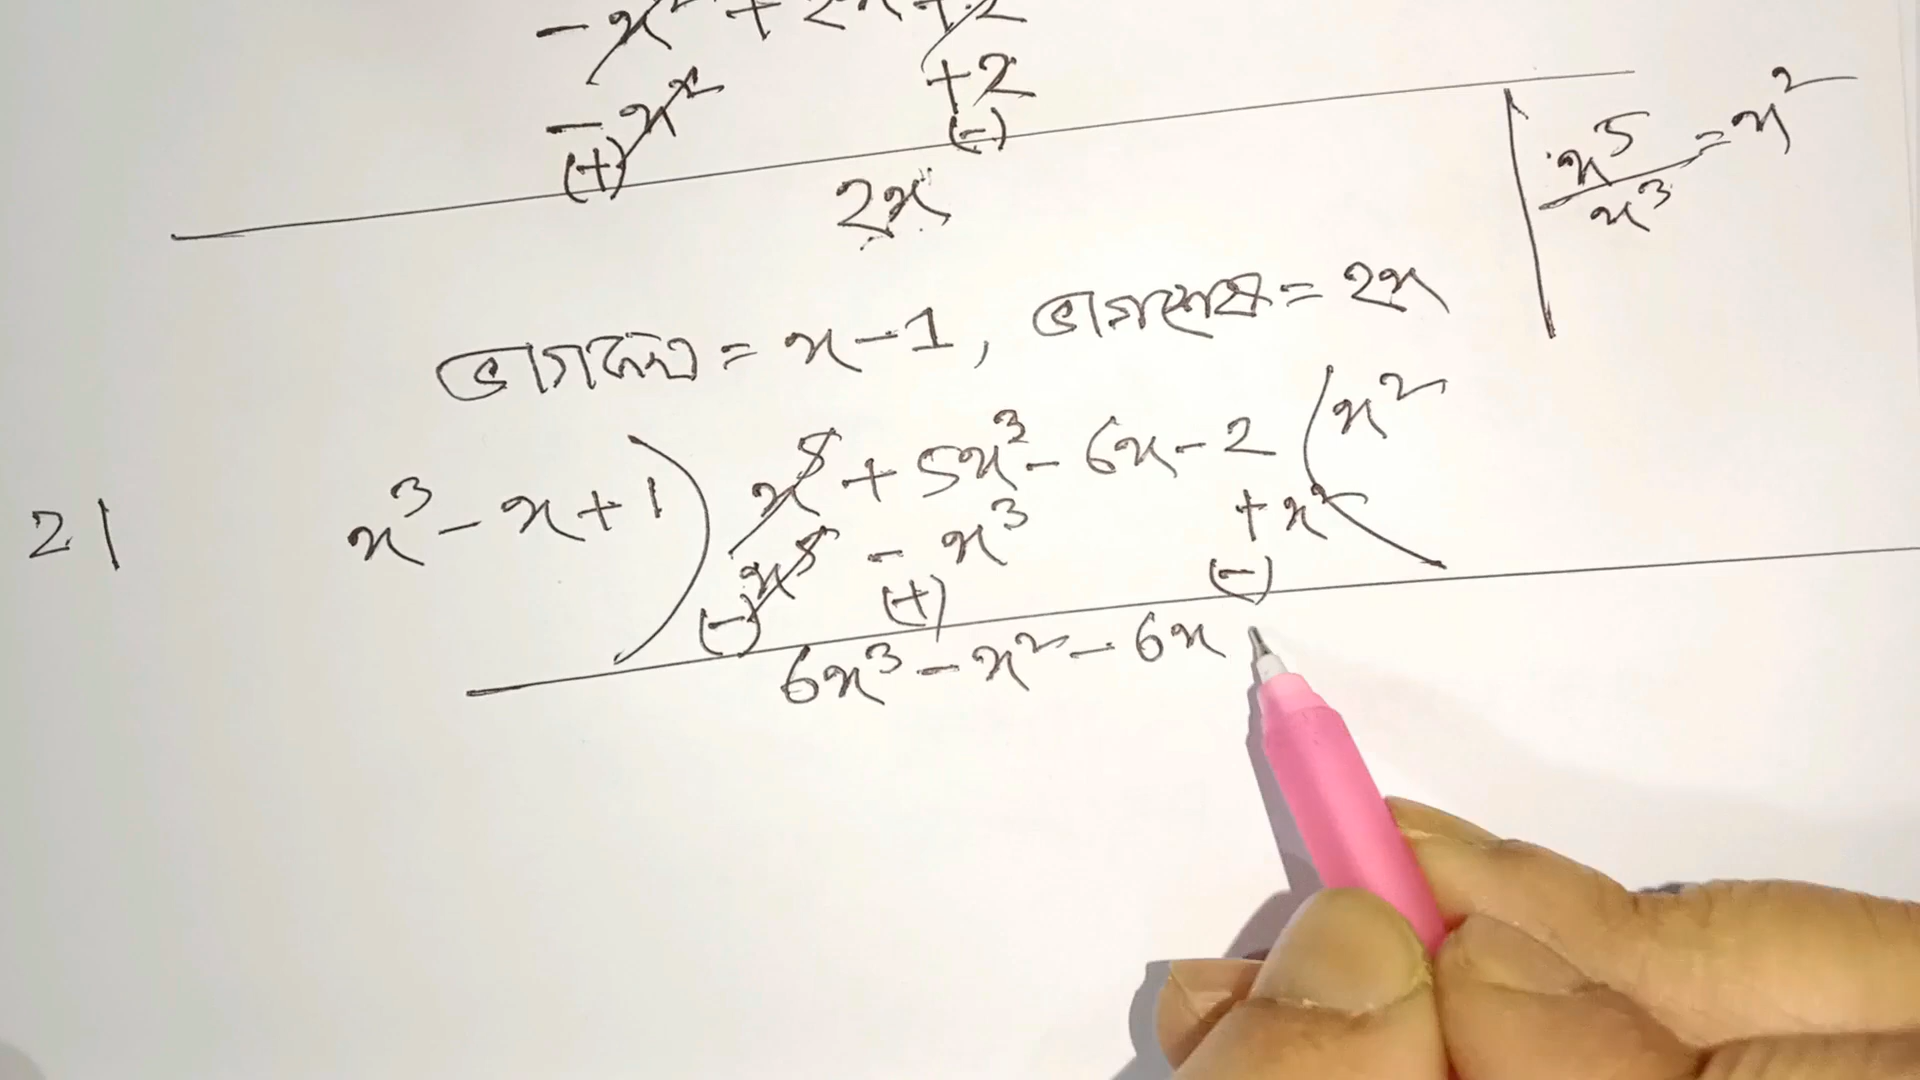 -x² + 2x + 2
-x² +2
(+) (-)
2x
x⁵/x³ = x²
ভাগফল = x-1, ভাগশেষ = 2x
2| x³ - x + 1 ) x⁵ + 5x³ - 6x - 2 ( x²
x⁵ - x³ + x²
(-) (+) (-)
6x³ - x² - 6x